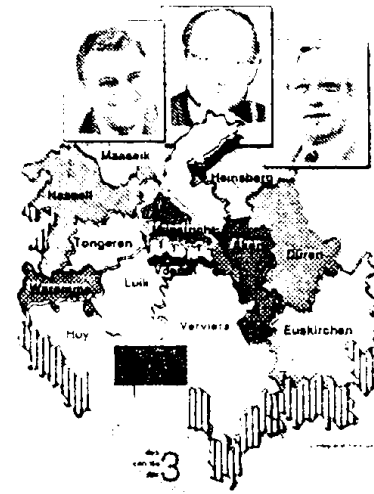 Maaseik
Heinsberg
Hasselt
Maastricht
Tongeren
Aken
Düren
Waremme
Luik
Huy
Verviers
Euskirchen
3